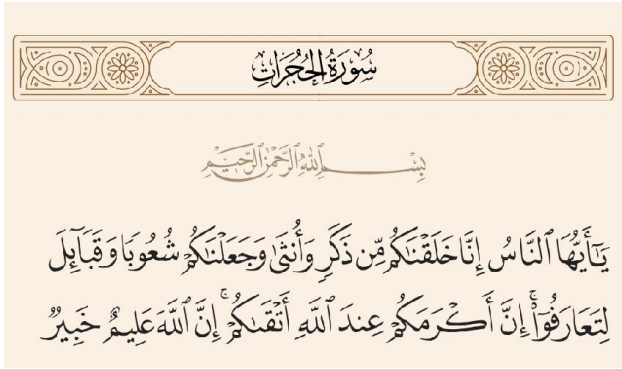 سُورَةُ الحُجُرَاتِ
بِسْمِ ٱللَّهِ ٱلرَّحْمَٰنِ ٱلرَّحِيمِ
يَٰٓأَيُّهَا ٱلنَّاسُ إِنَّا خَلَقْنَٰكُم مِّن ذَكَرٍ وَأُنثَىٰ وَجَعَلْنَٰكُمْ شُعُوبًا وَقَبَآئِلَ
لِتَعَارَفُوٓا۟ ۚ إِنَّ أَكْرَمَكُمْ عِندَ ٱللَّهِ أَتْقَىٰكُمْ ۚ إِنَّ ٱللَّهَ عَلِيمٌ خَبِيرٌ